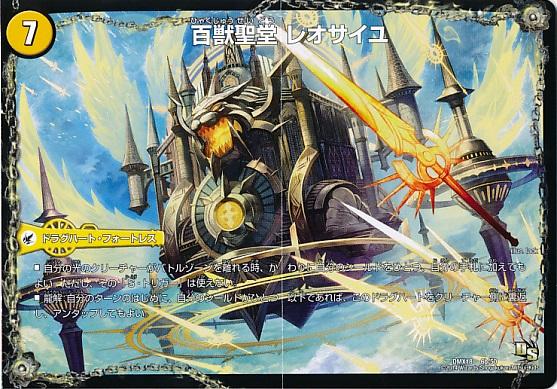 7
ひゃくじゅうせいどう
百獣聖堂 レオサイユ
Illus.
ドラグハート・フォートレス
■ 自分の光のクリーチャーがバトルゾーンを離れる時、かわりに自分のシールドをひとつ、自分の手札に加えても
よい。ただし、その「S・トリガー」は使えない。
■ 龍解:自分のターンのはじめに、自分のシールドがひとつ以下であれば、このドラグハートをクリーチャー側に裏返
し、アンタップしてもよい。
DS
DMX18